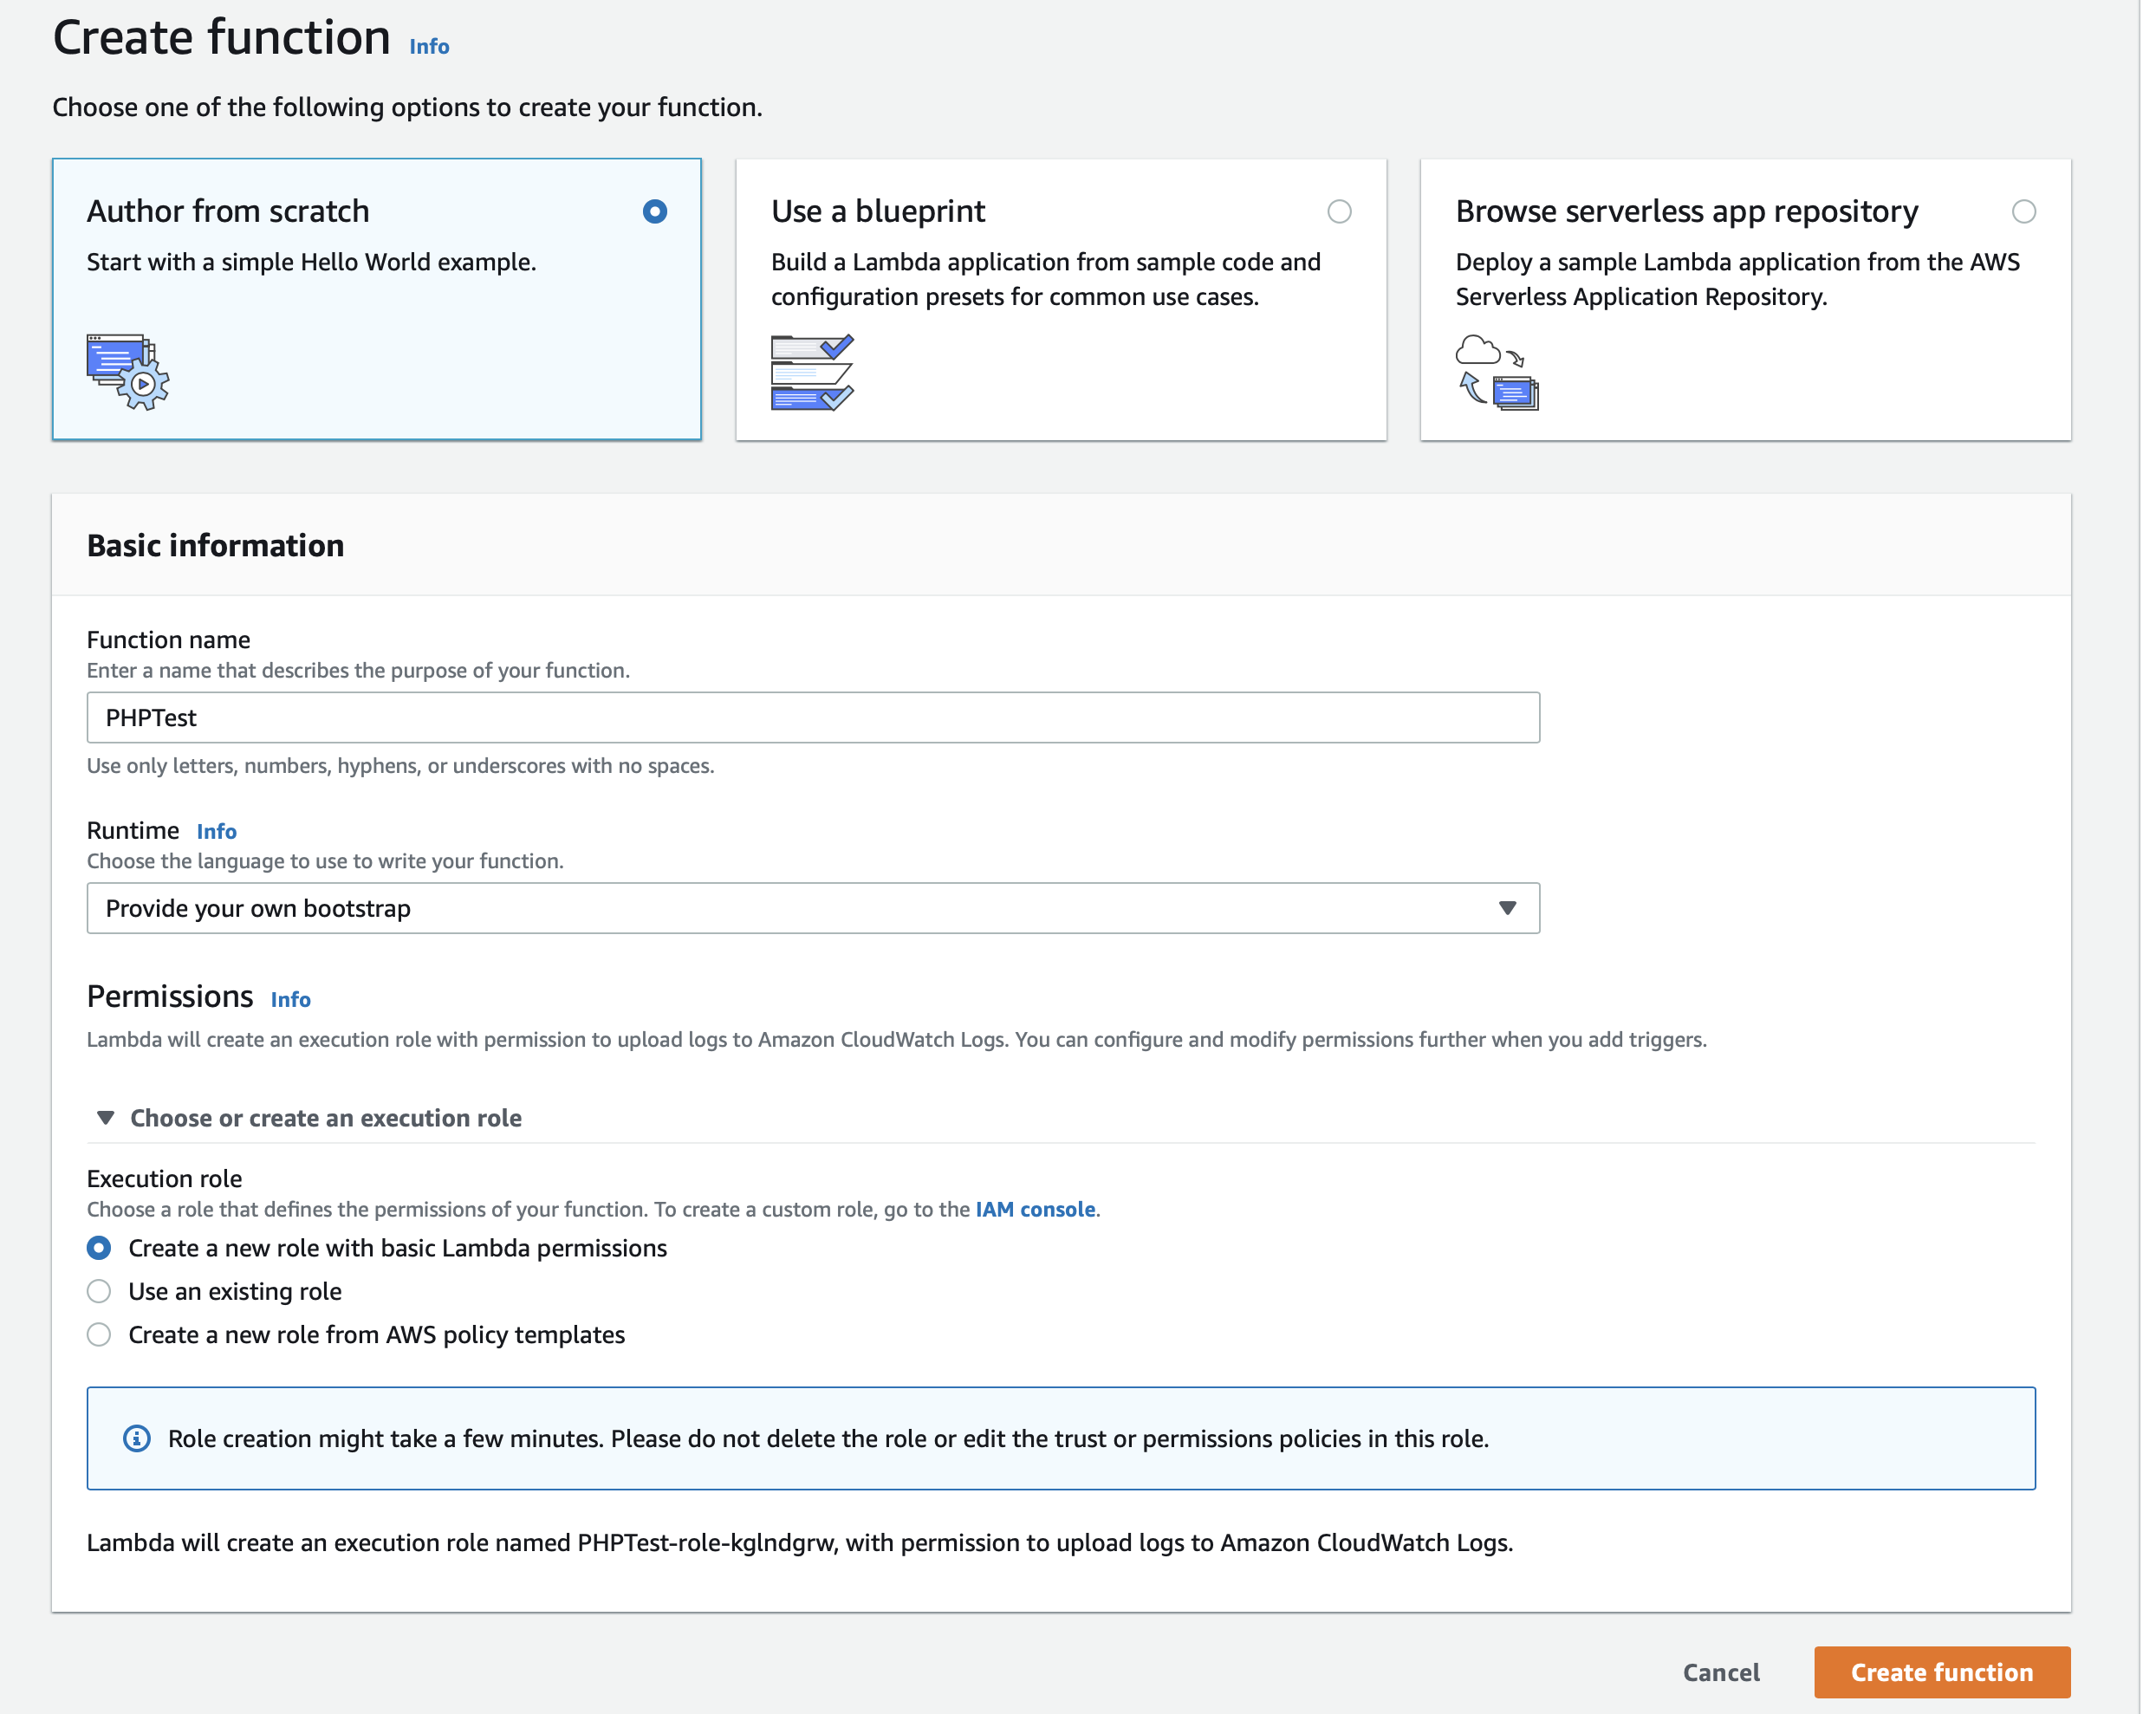 Create function Info
Choose one of the following options to create your function.
Author from scratch
Start with a simple Hello World example.
Use a blueprint
Build a Lambda application from sample code and
configuration presets for common use cases.
Browse serverless app repository
Deploy a sample Lambda application from the AWS
Serverless Application Repository.
Basic information
Function name
Enter a name that describes the purpose of your function.
PHPTest
Use only letters, numbers, hyphens, or underscores with no spaces.
Runtime Info
Choose the language to use to write your function.
Provide your own bootstrap
Permissions Info
Lambda will create an execution role with permission to upload logs to Amazon CloudWatch Logs. You can configure and modify permissions further when you add triggers.
Choose or create an execution role
Execution role
Choose a role that defines the permissions of your function. To create a custom role, go to the IAM console.
Create a new role with basic Lambda permissions
Use an existing role
Create a new role from AWS policy templates
Role creation might take a few minutes. Please do not delete the role or edit the trust or permissions policies in this role.
Lambda will create an execution role named PHPTest-role-kglndgrw, with permission to upload logs to Amazon CloudWatch Logs.
Cancel
Create function